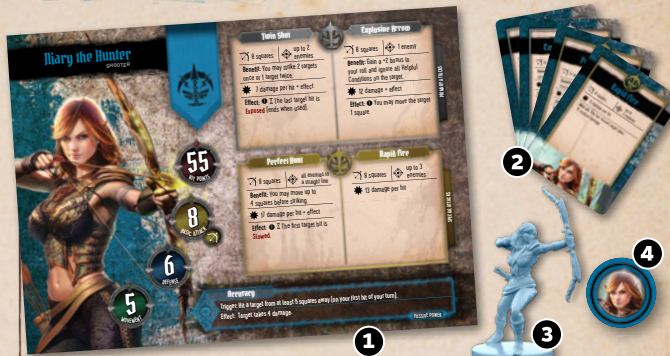 Niary the Hunter
SHOOTER
55
HIT POINTS
8
BASIC ATTACK
6
DEFENSE
5
MOVEMENT
Twin Shot
8 squares
up to 2
enemies
Benefit: You may strike 2 targets
once or 1 target twice.
7 damage per hit + effect
Effect: The last target hit is
Exposed (ends when used).
Explosive Arrow
8 squares
1 enemy
Benefit: Gain a +2 bonus to
your roll and ignore all Helpful
Conditions on the target.
12 damage + effect
Effect: You may move the target
1 square.
Perfect Aim
8 squares
all enemies in
a straight line
Benefit: You may move up to
4 squares before striking.
17 damage per hit + effect
Effect: The first target hit is
Slowed.
Rapid Fire
8 squares
up to 3
enemies
13 damage per hit
Accuracy
Trigger: Hit a target from at least 5 squares away (on your first hit of your turn).
Effect: Target takes 4 damage.
PASSIVE POWER
1
2
Rapid Fire
3
4